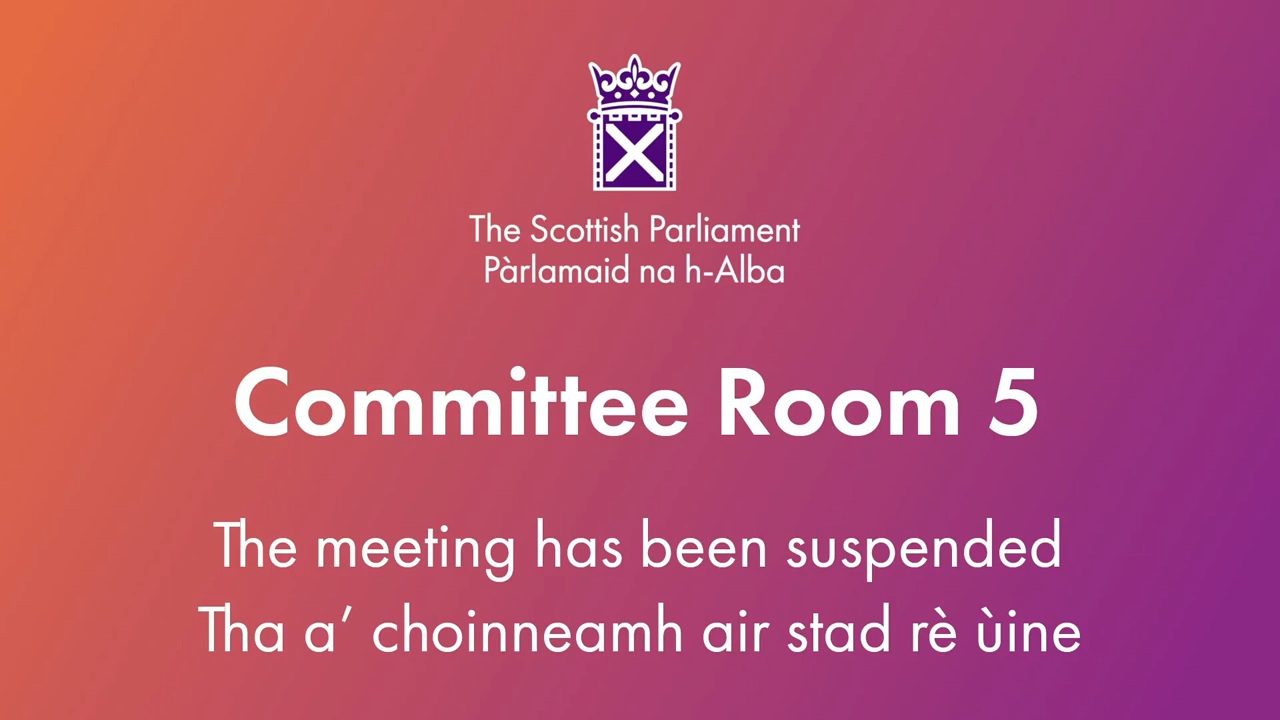 The Scottish Parliament
Pàrlamaid na h-Alba
Committee Room 5
The meeting has been suspended
Tha a’ choinneamh air stad rè ùine